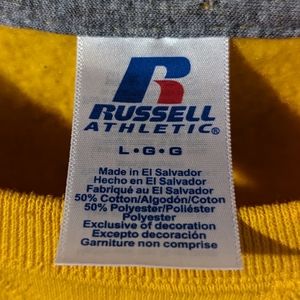 R
RUSSELL
ATHLETIC®
L•G•G
Made in El Salvador
Hecho en El Salvador
Fabriqué au El Salvador
50% Cotton/Algodón/Coton
50% Polyester/Poliéster
Polyester
Exclusive of decoration
Excepto decoración
Garniture non comprise